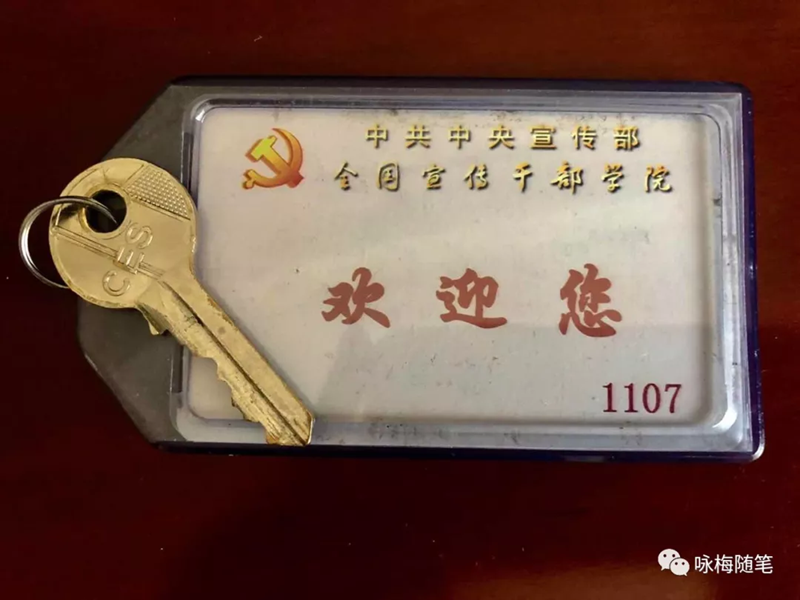 中共中央宣传部
全国宣传干部学院
欢迎您
1107
CES
咏梅随笔